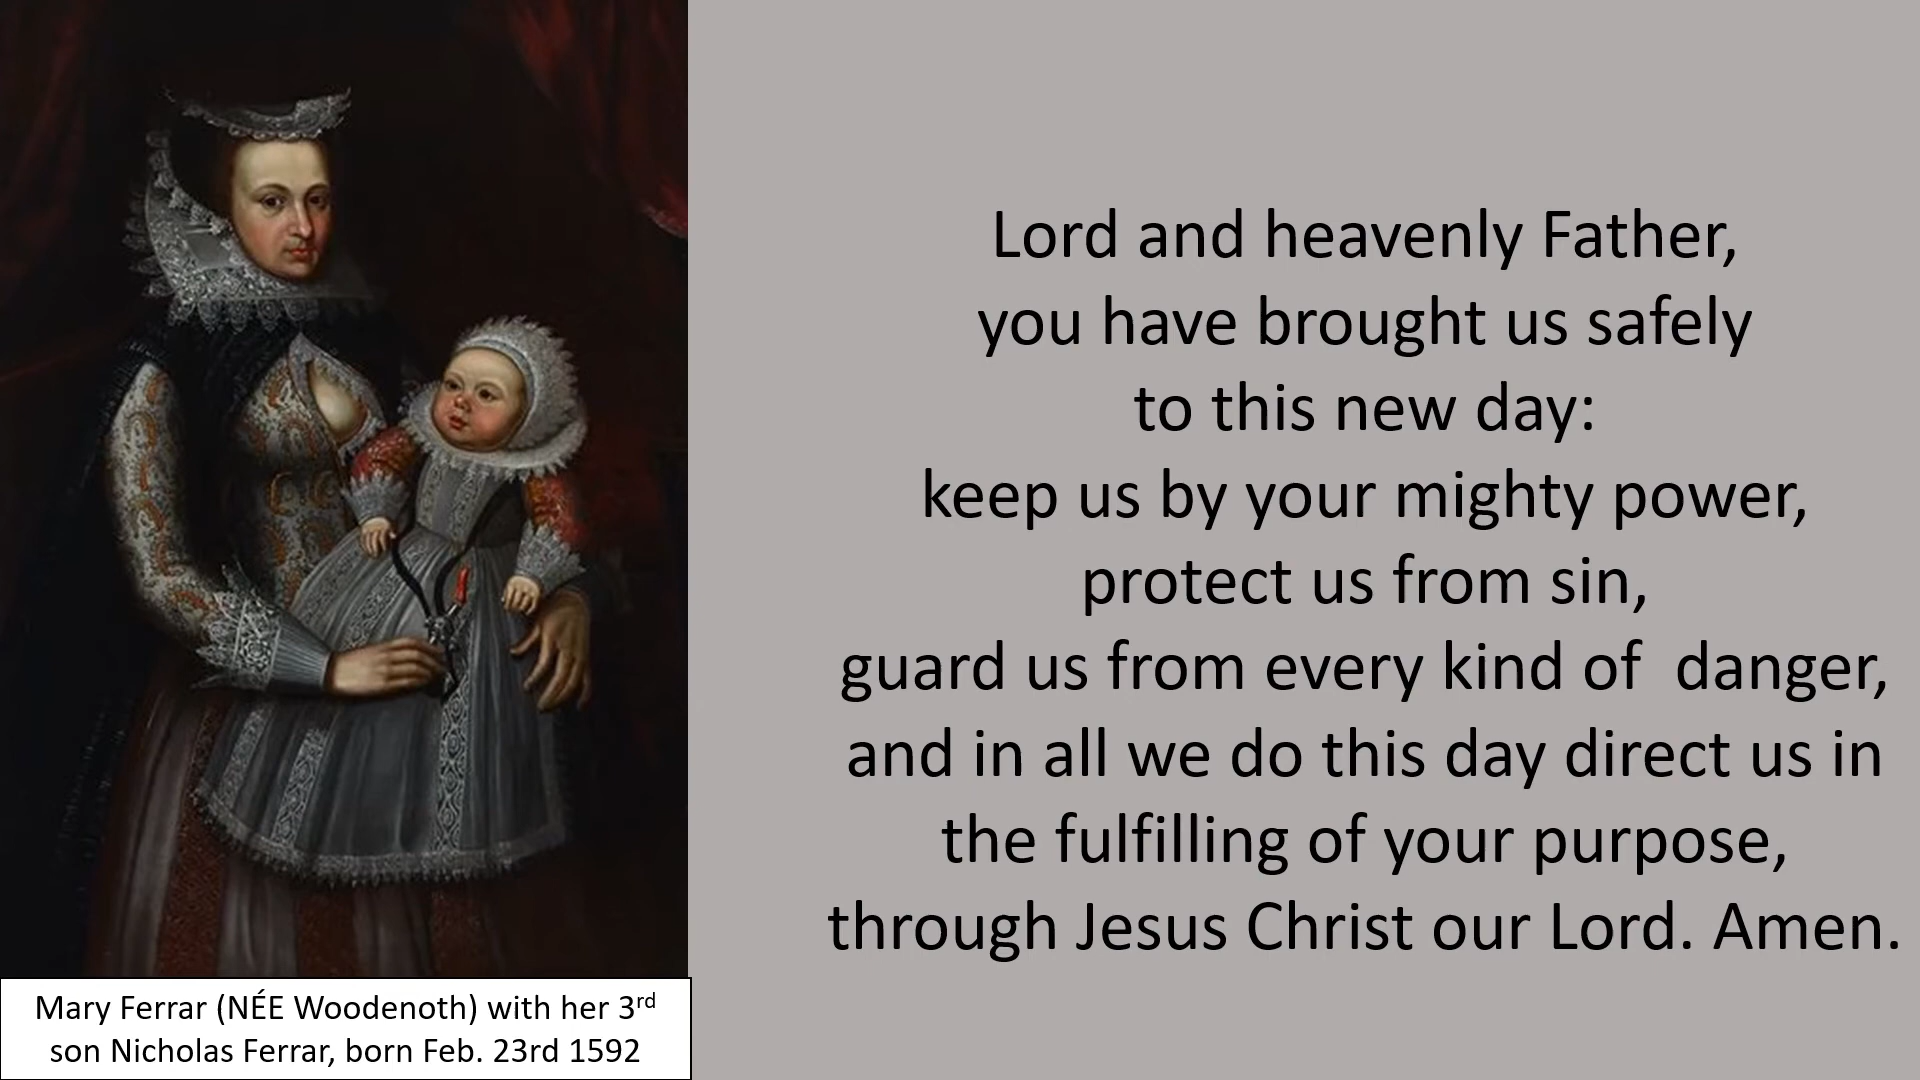 Lord and heavenly Father,
you have brought us safely
to this new day:
keep us by your mighty power,
protect us from sin,
guard us from every kind of  danger,
and in all we do this day direct us in
the fulfilling of your purpose,
through Jesus Christ our Lord. Amen.
Mary Ferrar (NÉE Woodenoth) with her 3rd
son Nicholas Ferrar, born Feb. 23rd 1592